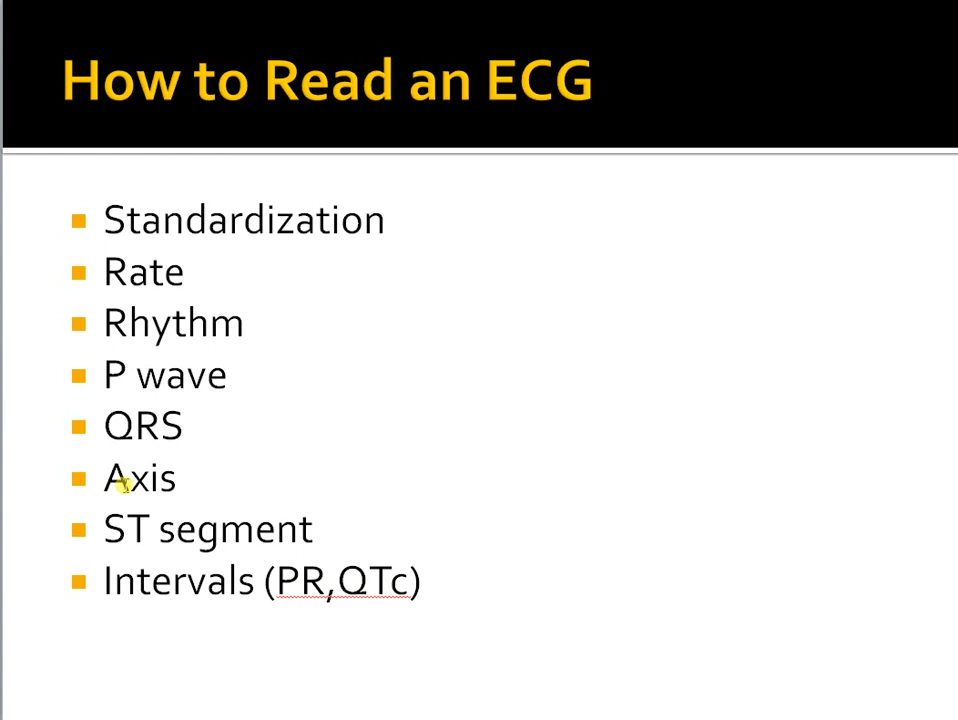 How to Read an ECG
Standardization
Rate
Rhythm
P wave
QRS
Axis
ST segment
Intervals (PR,QTc)